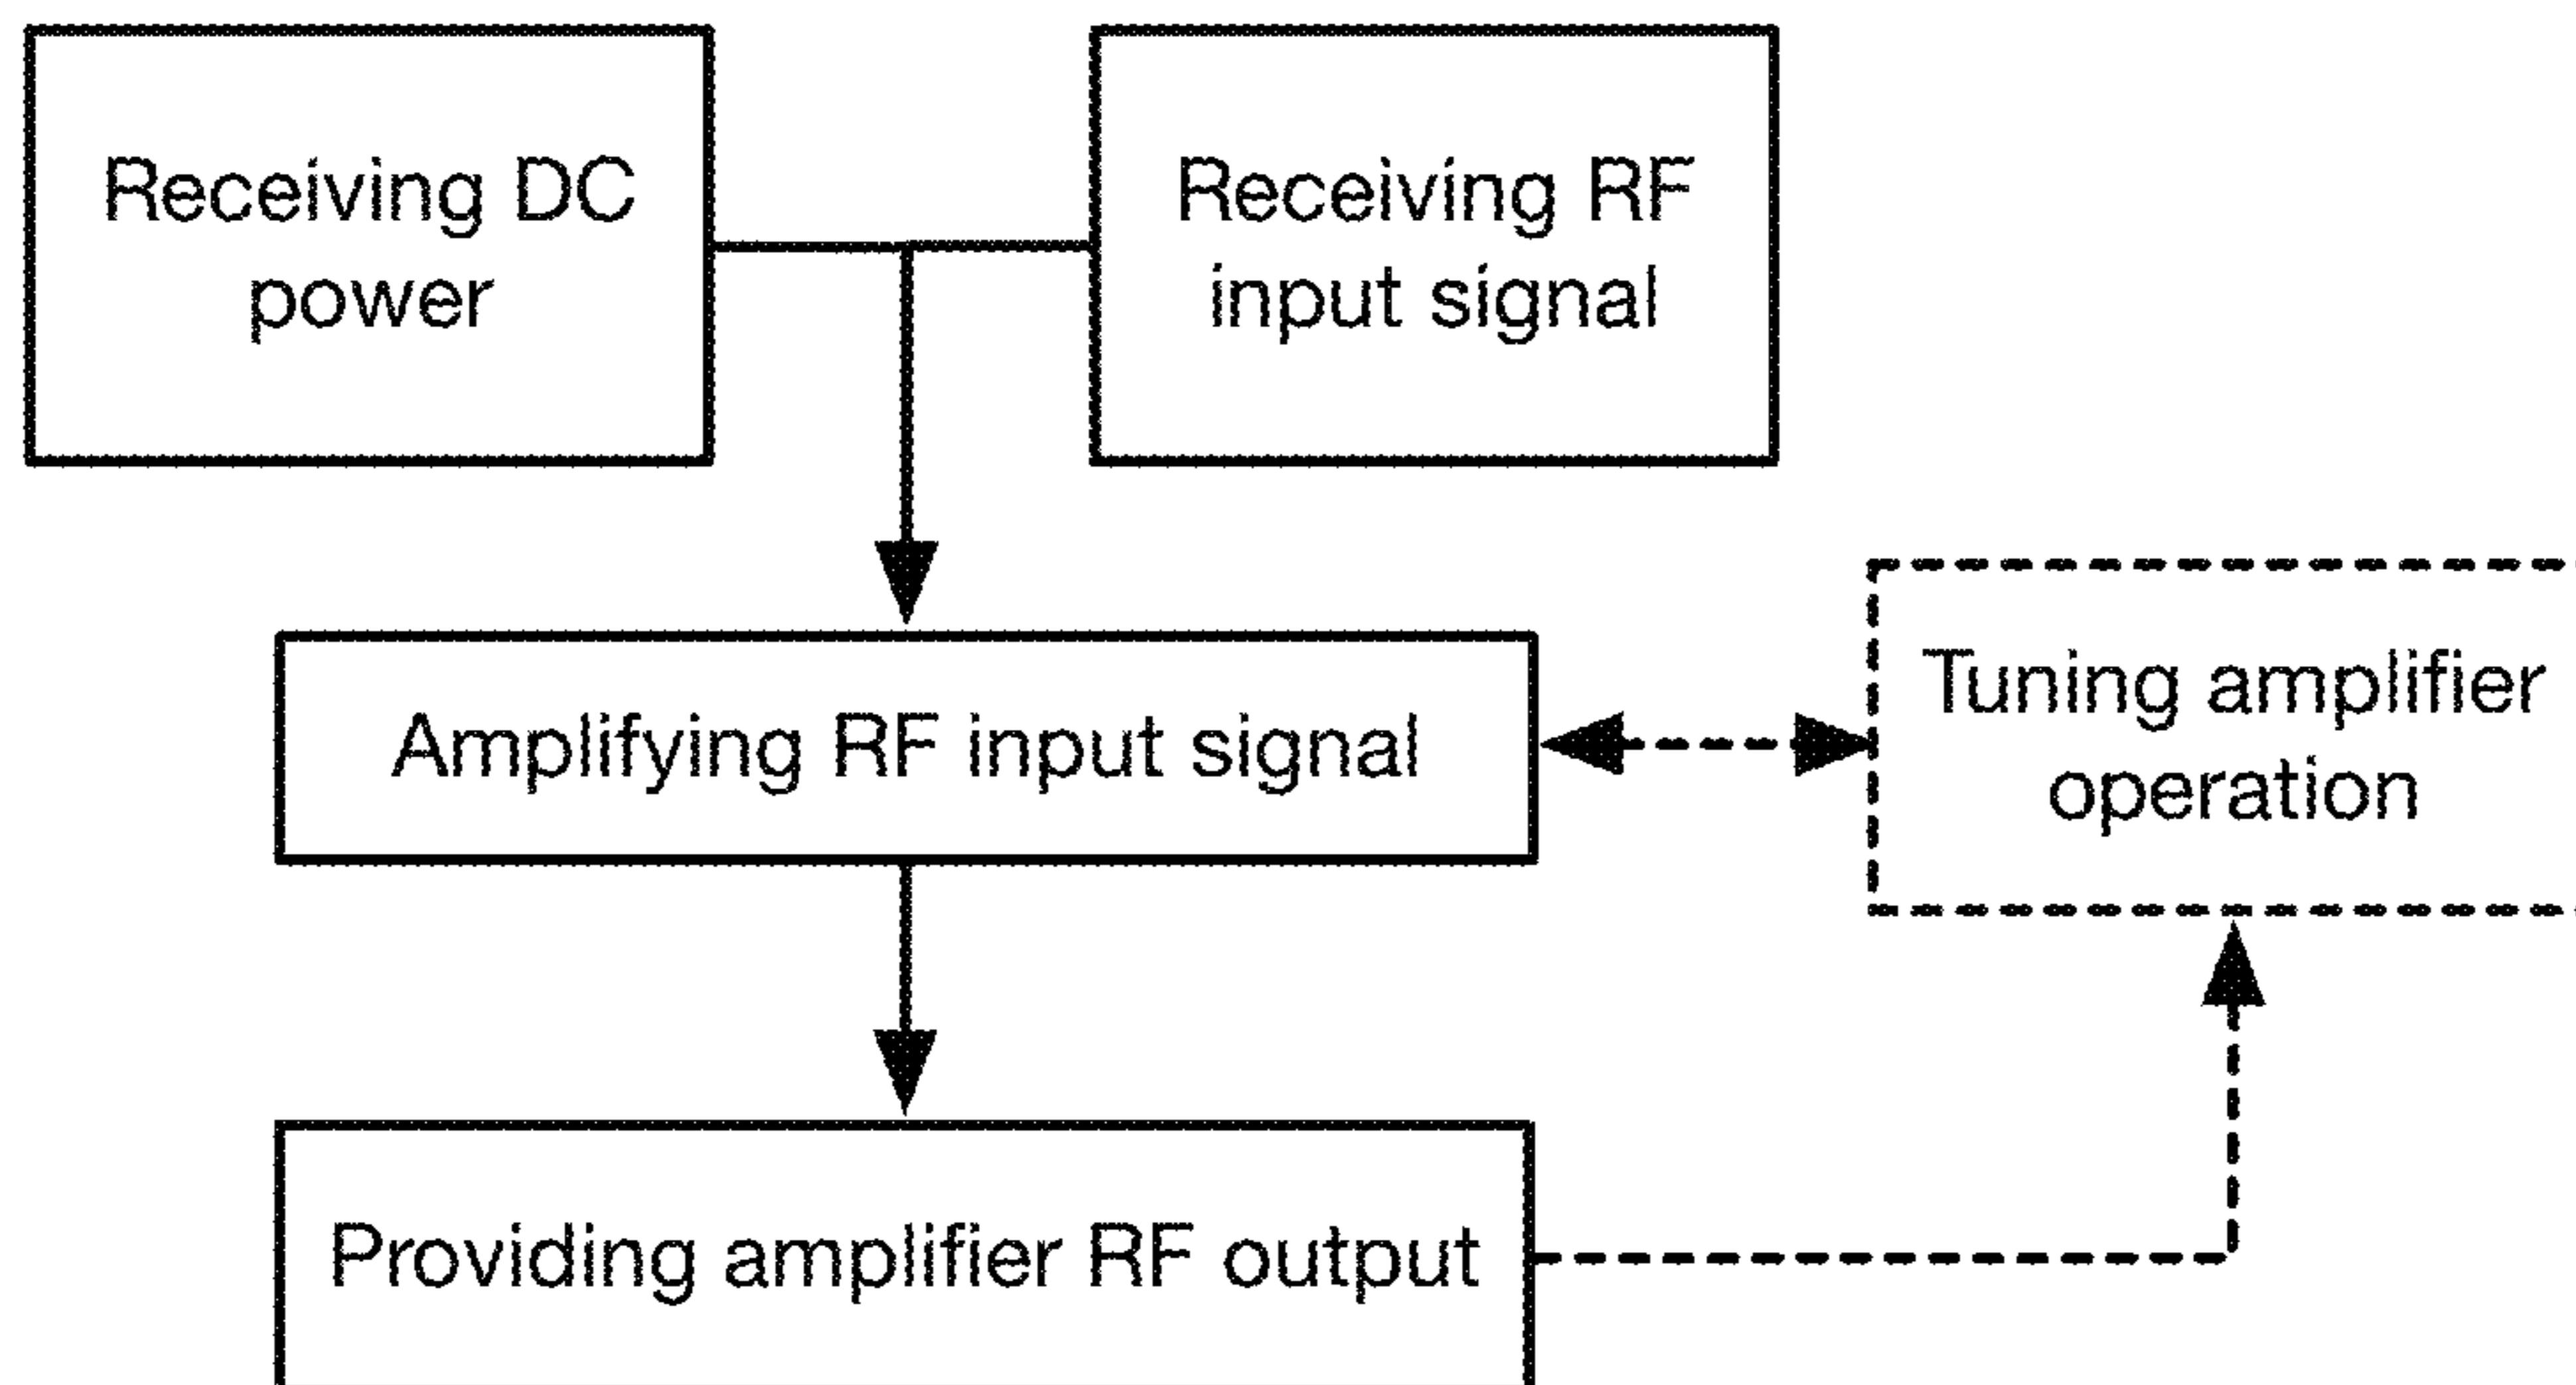 Receiving DC
power
Receiving RF
input signal
Amplifying RF input signal
Tuning amplifier
operation
Providing amplifier RF output